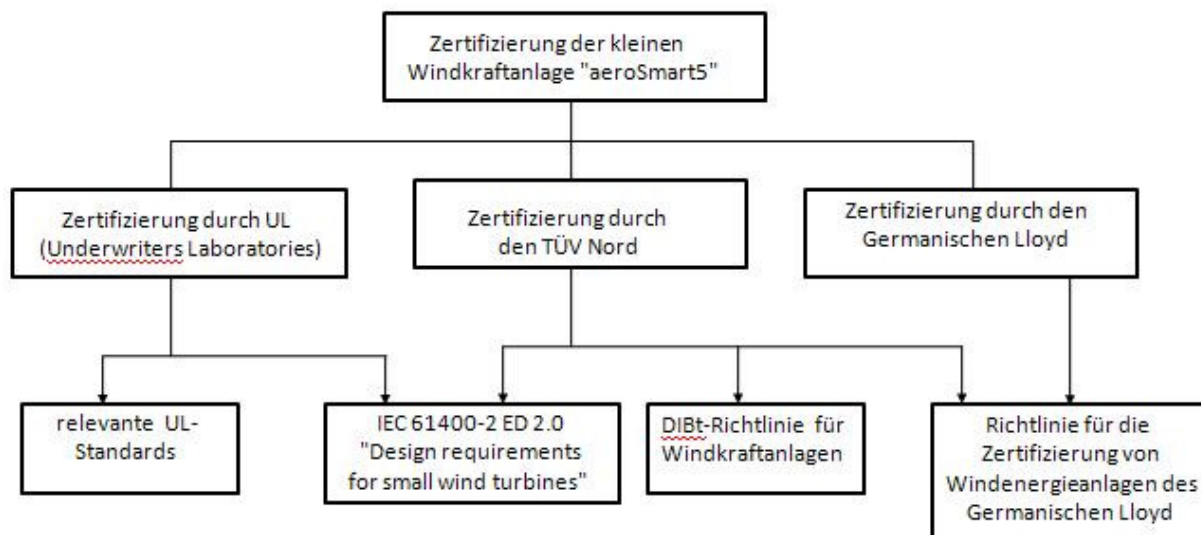 Zertifizierung der kleinen
Windkraftanlage "aeroSmart5"
Zertifizierung durch UL
(Underwriters Laboratories)
Zertifizierung durch
den TÜV Nord
Zertifizierung durch den
Germanischen Lloyd
relevante UL-
Standards
IEC 61400-2 ED 2.0
"Design requirements
for small wind turbines"
DIBt-Richtlinie für
Windkraftanlagen
Richtlinie für die
Zertifizierung von
Windenergieanlagen des
Germanischen Lloyd